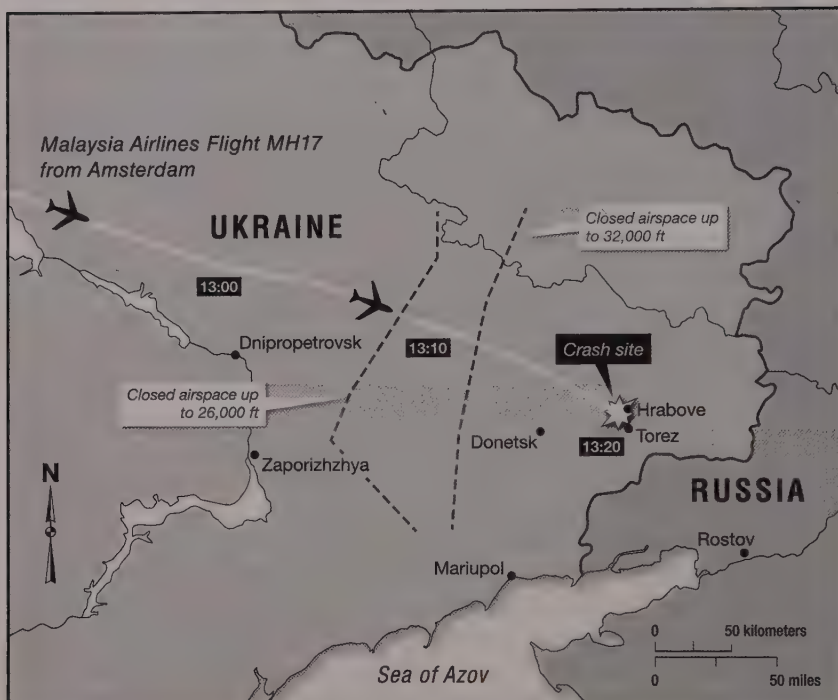 Malaysia Airlines Flight MH17
from Amsterdam
UKRAINE
Closed airspace up
to 32,000 ft
13:00
13:10
Dnipropetrovsk
Crash site
Closed airspace up
to 26,000 ft
Hrabove
Donetsk
Torez
13:20
Zaporizhzhya
N
RUSSIA
Rostov
Mariupol
0 50 kilometers
0 50 miles
Sea of Azov